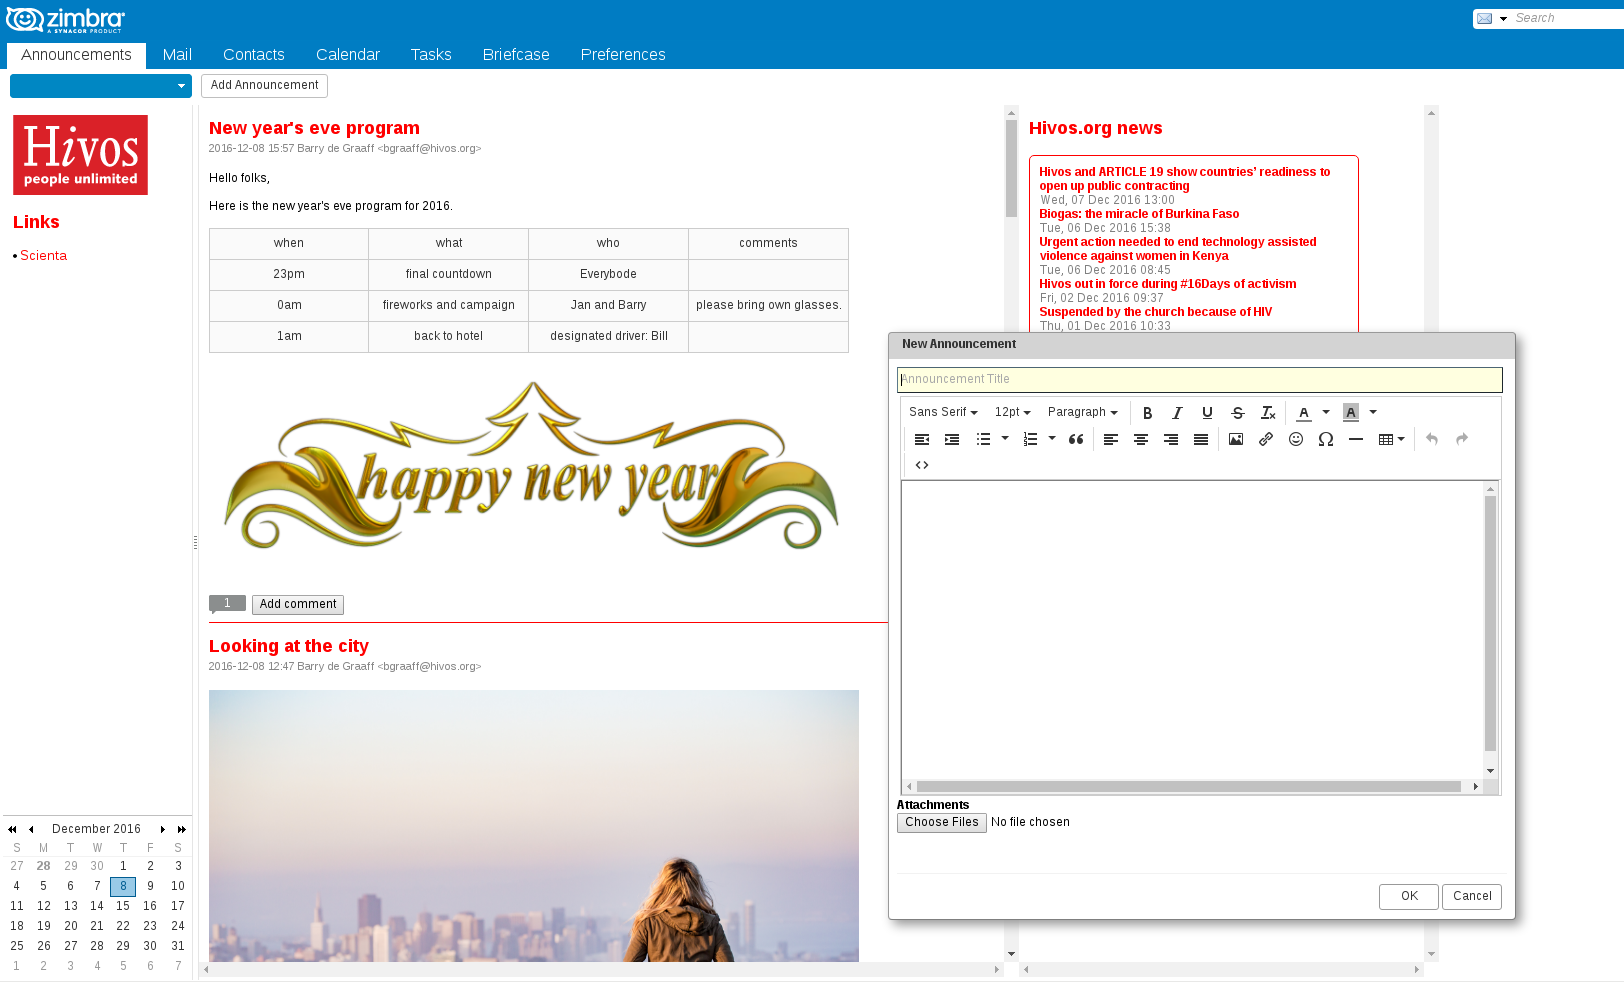 zimbra
A SYNACOR PRODUCT
Search
Announcements Mail Contacts Calendar Tasks Briefcase Preferences
Add Announcement
Hivos
people unlimited
Links
• Scienta
December 2016
S M T W T F S
27 28 29 30 1 2 3
4 5 6 7 8 9 10
11 12 13 14 15 16 17
18 19 20 21 22 23 24
25 26 27 28 29 30 31
1 2 3 4 5 6 7
New year's eve program
2016-12-08 15:57 Barry de Graaff <bgraaff@hivos.org>
Hello folks,
Here is the new year's eve program for 2016.
when what who comments
23pm final countdown Everybode
0am fireworks and campaign Jan and Barry please bring own glasses.
1am back to hotel designated driver: Bill
happy new year
1 Add comment
Looking at the city
2016-12-08 12:47 Barry de Graaff <bgraaff@hivos.org>
Hivos.org news
Hivos and ARTICLE 19 show countries' readiness to
open up public contracting
Wed, 07 Dec 2016 13:00
Biogas: the miracle of Burkina Faso
Tue, 06 Dec 2016 15:38
Urgent action needed to end technology assisted
violence against women in Kenya
Tue, 06 Dec 2016 08:45
Hivos out in force during #16Days of activism
Fri, 02 Dec 2016 09:37
Suspended by the church because of HIV
Thu, 01 Dec 2016 10:33
New Announcement
Announcement Title
Sans Serif 12pt Paragraph B I U S Tx A A
Attachments
Choose Files No file chosen
OK Cancel